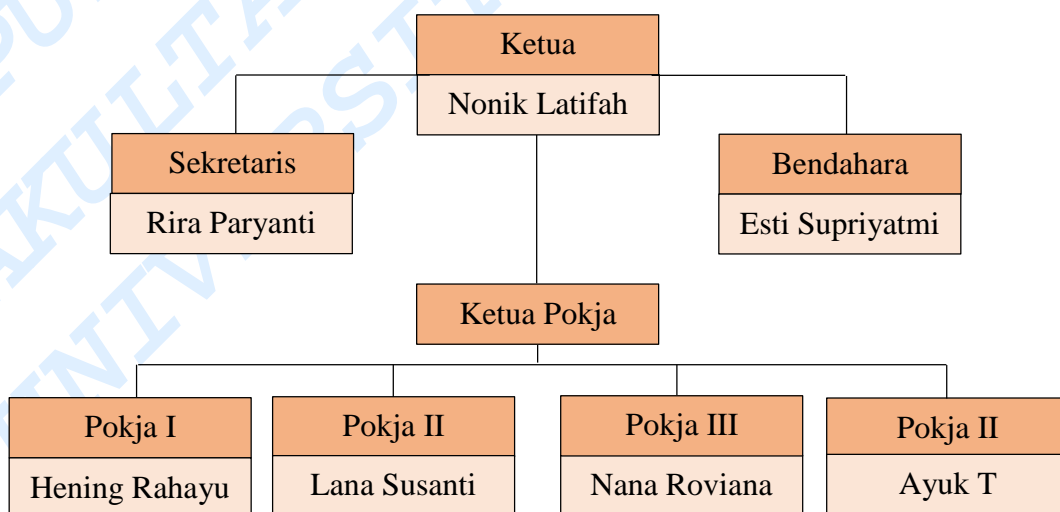 Ketua
Nonik Latifah
Sekretaris
Rira Paryanti
Bendahara
Esti Supriyatmi
Ketua Pokja
Pokja I
Hening Rahayu
Pokja II
Lana Susanti
Pokja III
Nana Roviana
Pokja II
Ayuk T